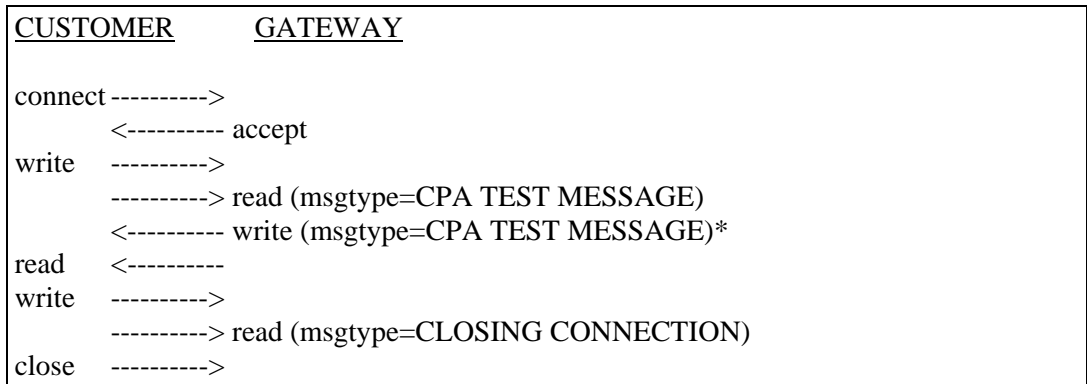 CUSTOMER GATEWAY
connect ---------->
<---------- accept
write ---------->
----------> read (msgtype=CPA TEST MESSAGE)
<---------- write (msgtype=CPA TEST MESSAGE)*
read <----------
write ---------->
----------> read (msgtype=CLOSING CONNECTION)
close ---------->